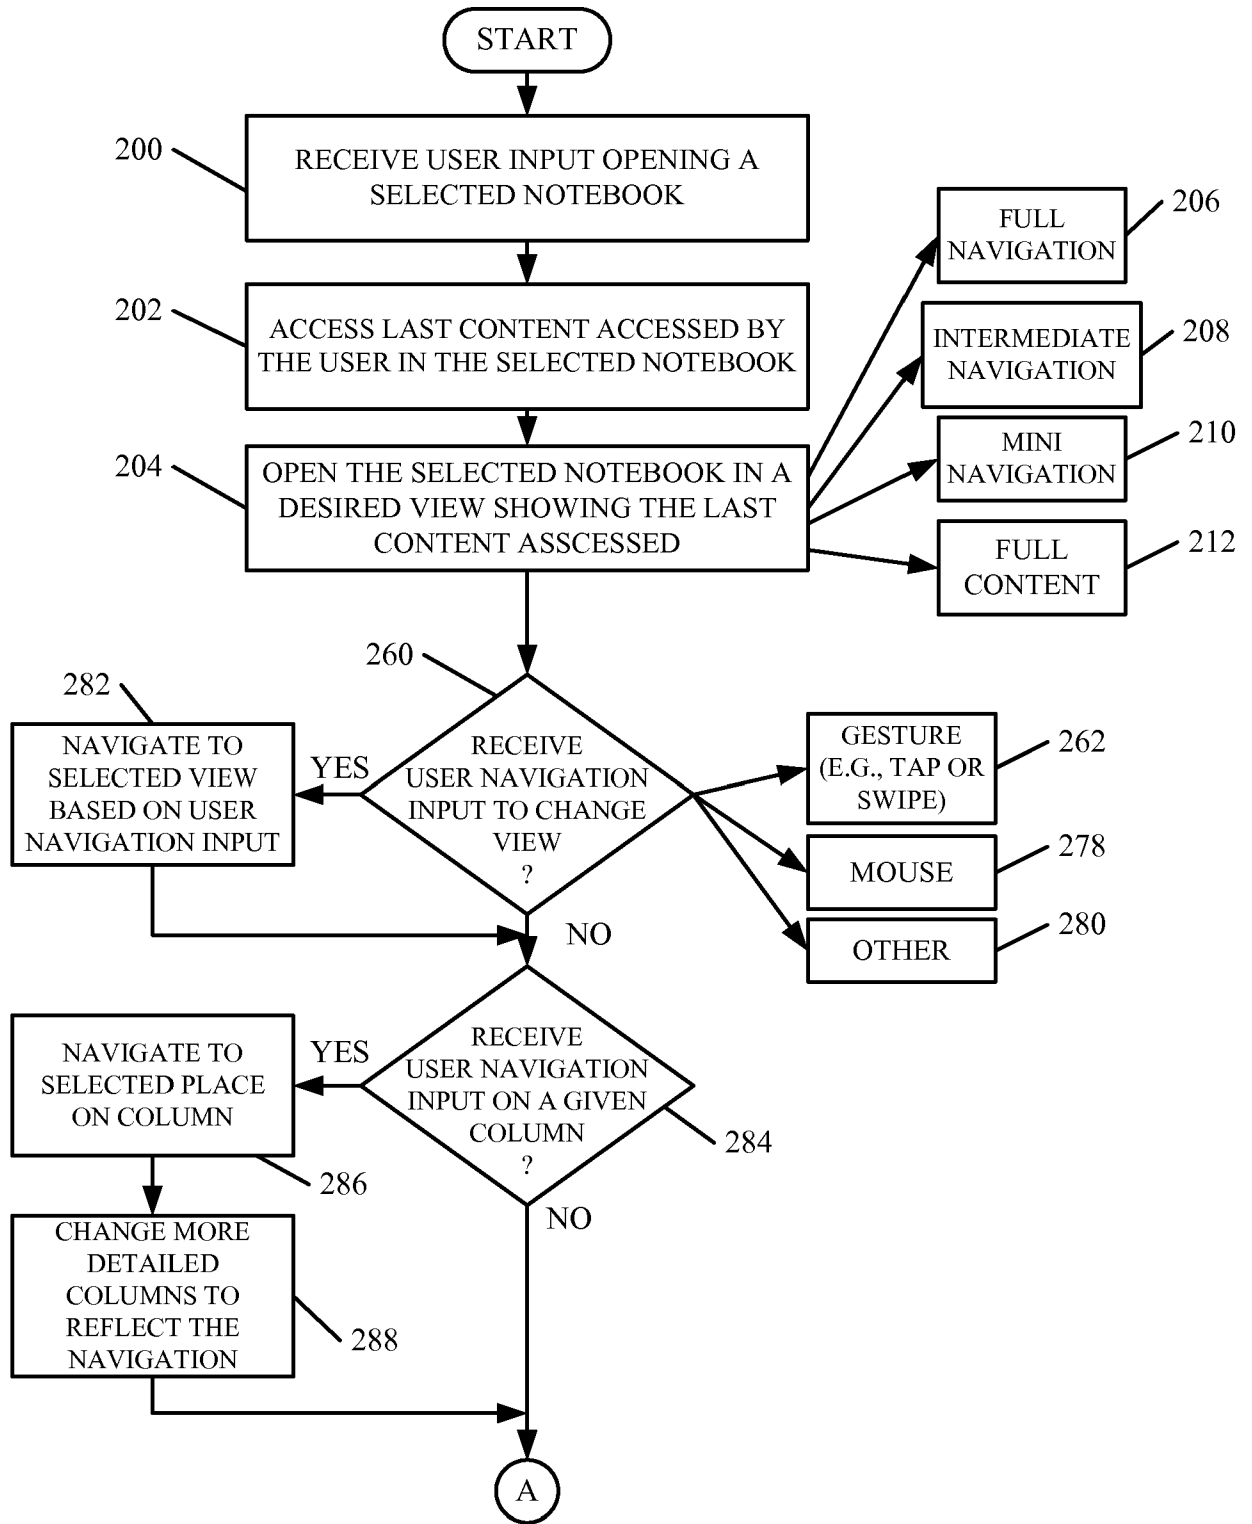 START
200
RECEIVE USER INPUT OPENING A
SELECTED NOTEBOOK
206
FULL
NAVIGATION
202
ACCESS LAST CONTENT ACCESSED BY
THE USER IN THE SELECTED NOTEBOOK
208
INTERMEDIATE
NAVIGATION
210
MINI
NAVIGATION
204
OPEN THE SELECTED NOTEBOOK IN A
DESIRED VIEW SHOWING THE LAST
CONTENT ASSCESSED
212
FULL
CONTENT
260
RECEIVE
USER NAVIGATION
INPUT TO CHANGE
VIEW
?
YES
282
NAVIGATE TO
SELECTED VIEW
BASED ON USER
NAVIGATION INPUT
GESTURE
(E.G., TAP OR
SWIPE)
262
MOUSE
278
OTHER
280
NO
RECEIVE
USER NAVIGATION
INPUT ON A GIVEN
COLUMN
?
284
YES
NAVIGATE TO
SELECTED PLACE
ON COLUMN
286
NO
CHANGE MORE
DETAILED
COLUMNS TO
REFLECT THE
NAVIGATION
288
A